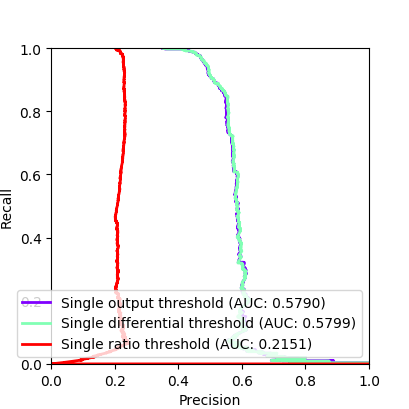 1.0
0.8
0.6
0.4
0.2
0.0
Recall
Single output threshold (AUC: 0.5790)
Single differential threshold (AUC: 0.5799)
Single ratio threshold (AUC: 0.2151)
0.0 0.2 0.4 0.6 0.8 1.0
Precision